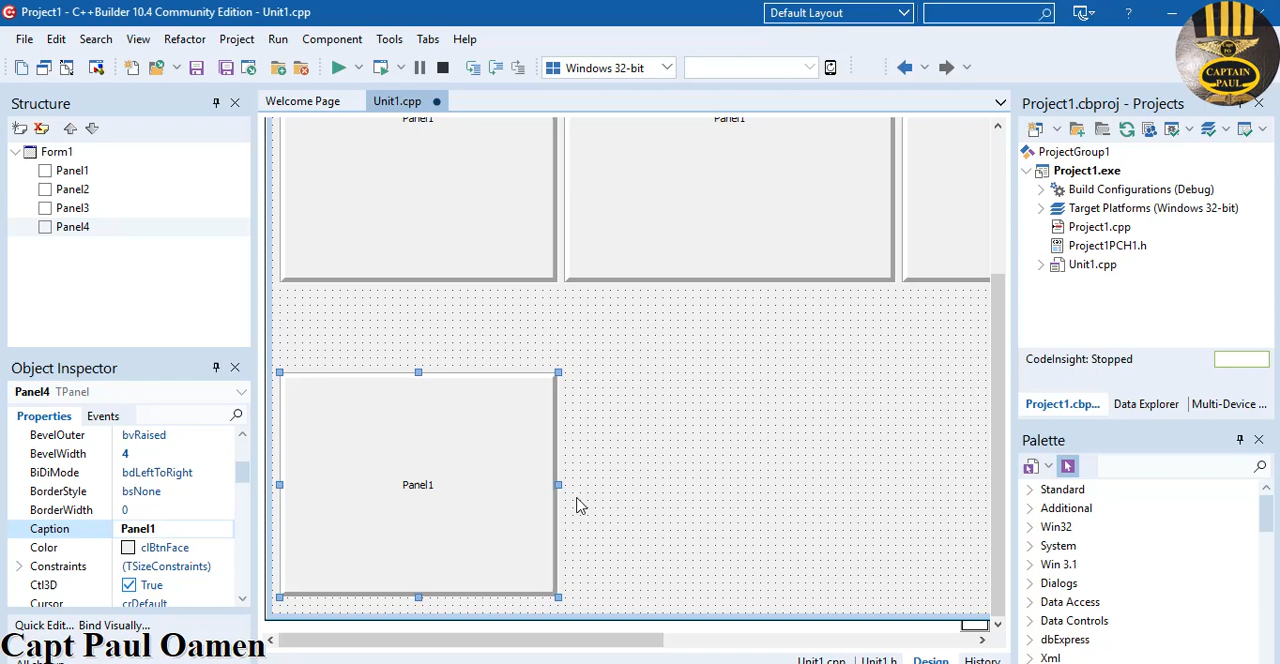 Project1 - C++Builder 10.4 Community Edition - Unit1.cpp
Default Layout
?
File Edit Search View Refactor Project Run Component Tools Tabs Help
Windows 32-bit
Capt PO
CAPTAIN
PAUL
Structure
Form1
Panel1
Panel2
Panel3
Panel4
Object Inspector
Panel4 TPanel
Properties Events
BevelOuter bvRaised
BevelWidth 4
BiDiMode bdLeftToRight
BorderStyle bsNone
BorderWidth 0
Caption Panel1
Color clBtnFace
Constraints (TSizeConstraints)
Ctl3D True
Cursor crDefault
Quick Edit... Bind Visually...
Capt Paul Oamen
Welcome Page Unit1.cpp
Panel1 Panel1
Panel1
Unit1.cpp Unit1.h Design History
Project1.cbproj - Projects
ProjectGroup1
Project1.exe
Build Configurations (Debug)
Target Platforms (Windows 32-bit)
Project1.cpp
Project1PCH1.h
Unit1.cpp
CodeInsight: Stopped
Project1.cbp... Data Explorer Multi-Device ...
Palette
Standard
Additional
Win32
System
Win 3.1
Dialogs
Data Access
Data Controls
dbExpress
Xml